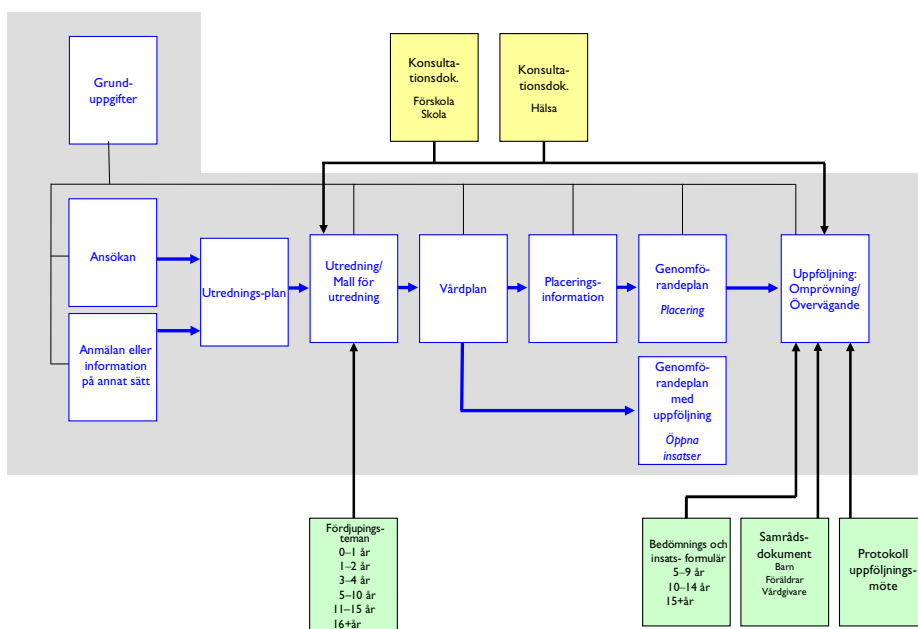 Grund-
uppgifter
Konsulta-
tionsdok.
Förskola
Skola
Konsulta-
tionsdok.
Hälsa
Ansökan
Anmälan eller
information
på annat sätt
Utrednings-plan
Utredning/
Mall för
utredning
Vårdplan
Placerings-
information
Genomfö-
randeplan
Placering
Uppföljning:
Omprövning/
Övervägande
Genomfö-
randeplan
med
uppföljning
Öppna
insatser
Fördjupings-
teman
0–1 år
1–2 år
3–4 år
5–10 år
11–15 år
16+år
Bedömnings och
insats- formulär
5–9 år
10–14 år
15+år
Samråds-
dokument
Barn
Föräldrar
Vårdgivare
Protokoll
uppföljnings-
möte